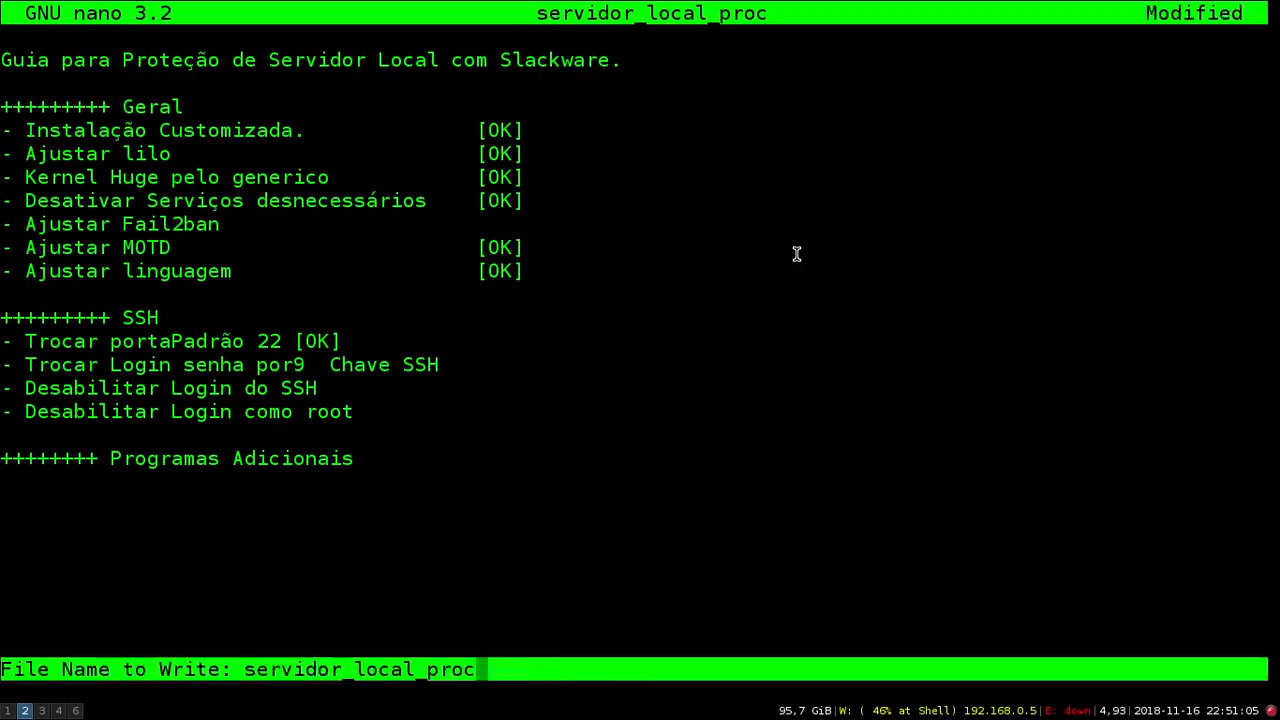 GNU nano 3.2 servidor_local_proc Modified
Guia para Proteção de Servidor Local com Slackware.
+++++++++ Geral
- Instalação Customizada. [OK]
- Ajustar lilo [OK]
- Kernel Huge pelo generico [OK]
- Desativar Serviços desnecessários [OK]
- Ajustar Fail2ban
- Ajustar MOTD [OK]
- Ajustar linguagem [OK]
+++++++++ SSH
- Trocar portaPadrão 22 [OK]
- Trocar Login senha por9  Chave SSH
- Desabilitar Login do SSH
- Desabilitar Login como root
++++++++ Programas Adicionais
File Name to Write: servidor_local_proc
1 2 3 4 6 95,7 GiB|W: ( 46% at Shell) 192.168.0.5|E: down|4,93|2018-11-16 22:51:05